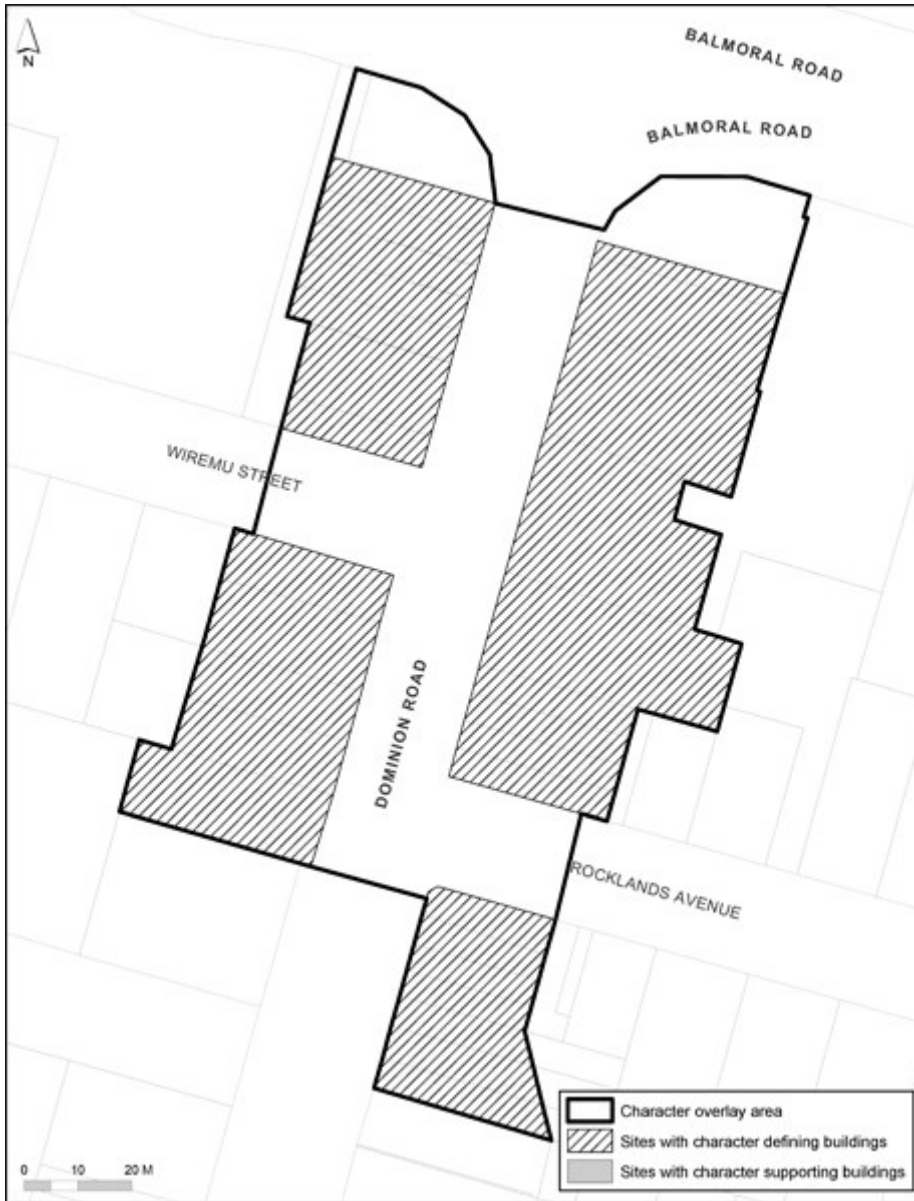 N
BALMORAL ROAD
BALMORAL ROAD
WIREMU STREET
DOMINION ROAD
ROCKLANDS AVENUE
Character overlay area
Sites with character defining buildings
Sites with character supporting buildings
0 10 20 M